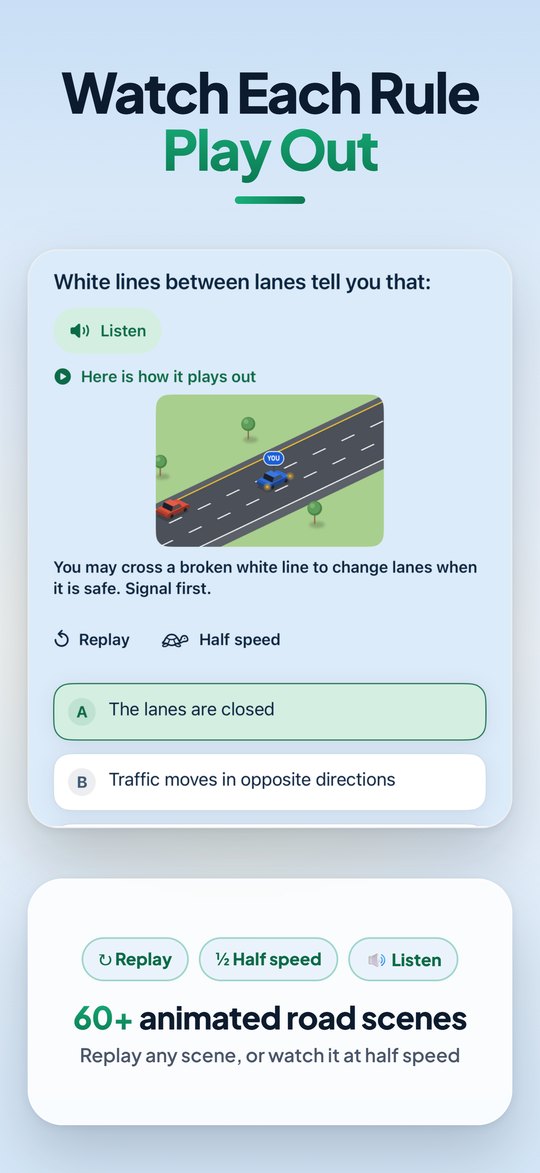 Watch Each Rule
Play Out
White lines between lanes tell you that:
Listen
Here is how it plays out
YOU
You may cross a broken white line to change lanes when
it is safe. Signal first.
Replay Half speed
A The lanes are closed
B Traffic moves in opposite directions
↻ Replay ½ Half speed Listen
60+ animated road scenes
Replay any scene, or watch it at half speed